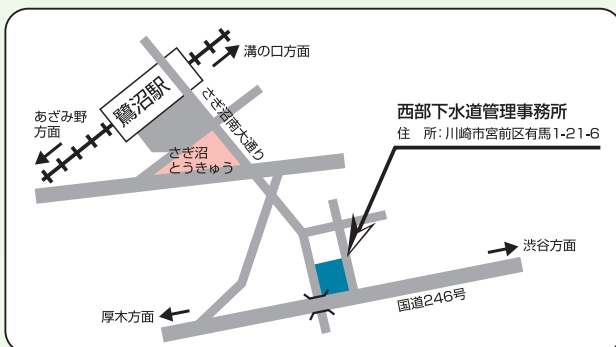 溝の口方面
鷺沼駅
あざみ野
方面
さぎ沼南大通り
さぎ沼
とうきゅう
西部下水道管理事務所
住　所：川崎市宮前区有馬1-21-6
渋谷方面
国道246号
厚木方面